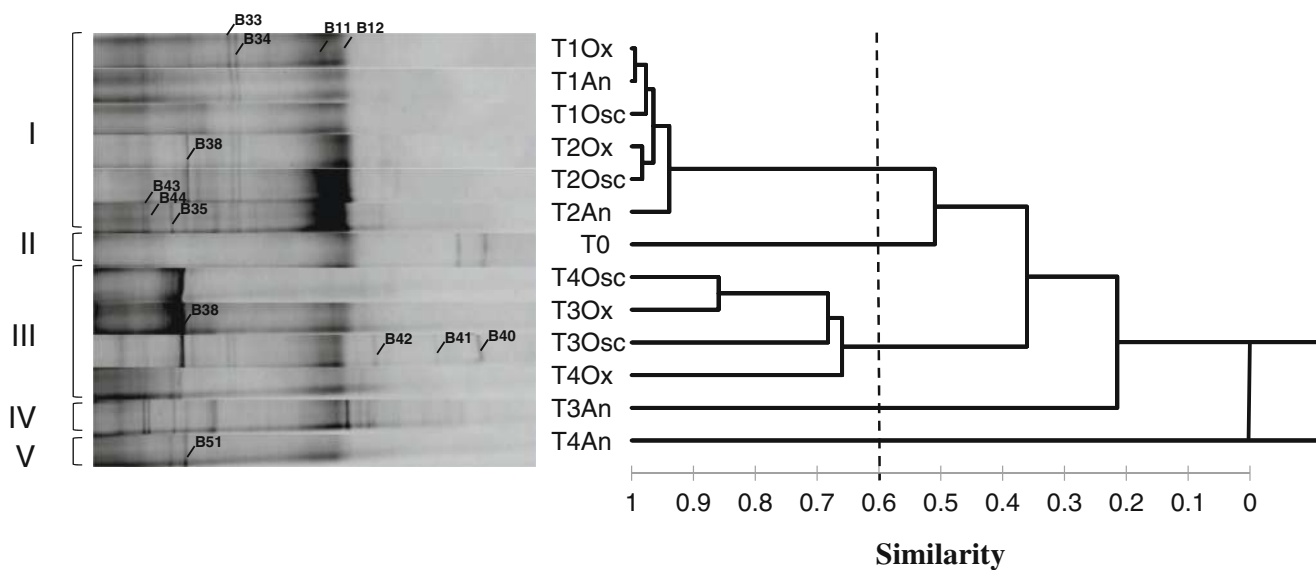 B33
B11 B12
B34
T1Ox
T1An
T1Osc
I
B38
T2Ox
B43
T2Osc
B44
B35
T2An
II
T0
T4Osc
B38
T3Ox
III
B42 B41 B40
T3Osc
T4Ox
IV
T3An
B51
V
T4An
1 0.9 0.8 0.7 0.6 0.5 0.4 0.3 0.2 0.1 0
Similarity